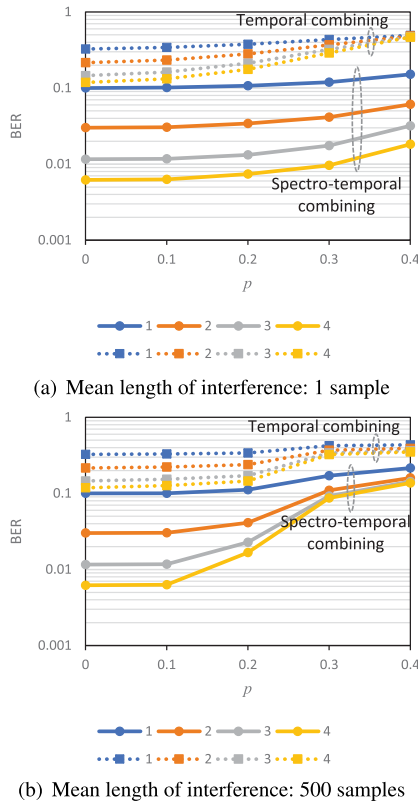 1
Temporal combining
0.1
BER
0.01
Spectro-temporal
combining
0.001
0 0.1 0.2 0.3 0.4
p
1 2 3 4
1 2 3 4
(a) Mean length of interference: 1 sample
1
Temporal combining
0.1
BER
Spectro-temporal
combining
0.01
0.001
0 0.1 0.2 0.3 0.4
p
1 2 3 4
1 2 3 4
(b) Mean length of interference: 500 samples